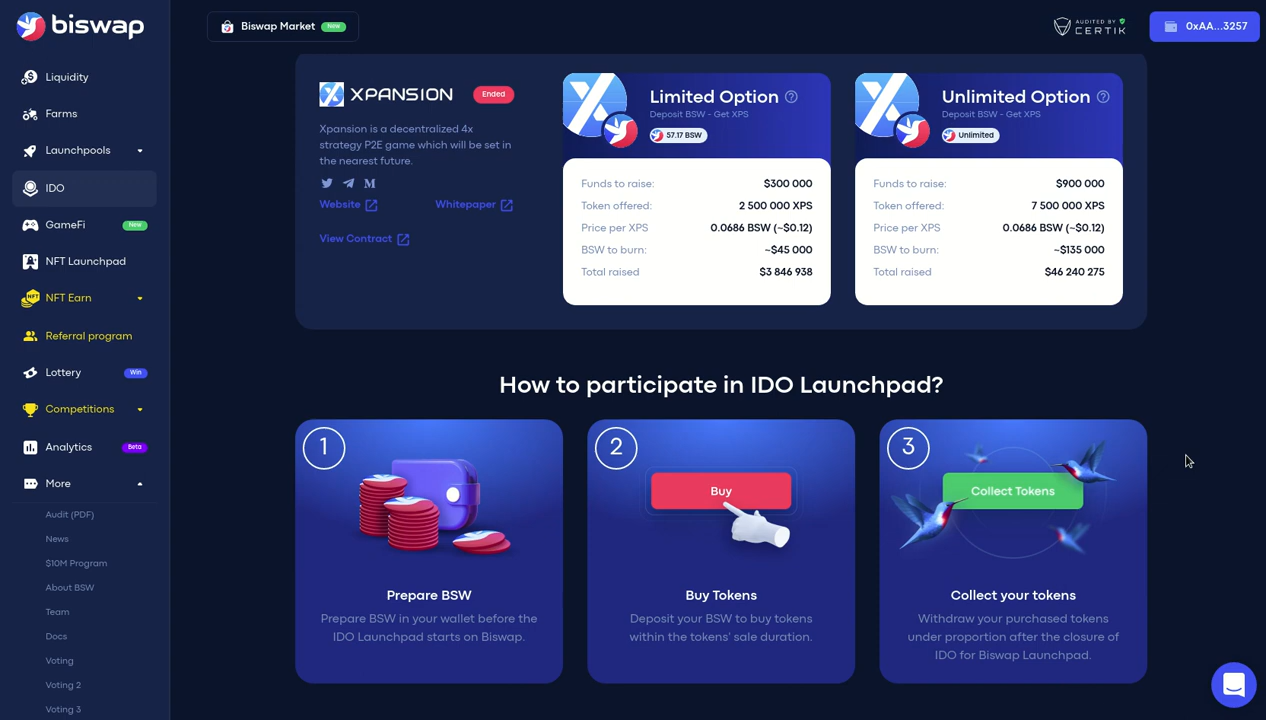 biswap
Biswap Market New
AUDITED BY
CERTIK
0xAA...3257
Liquidity
Farms
Launchpools
IDO
GameFi New
NFT Launchpad
NFT Earn
Referral program
Lottery Win
Competitions
Analytics Beta
More
Audit (PDF)
News
$10M Program
About BSW
Team
Docs
Voting
Voting 2
Voting 3
XPANSION Ended
Xpansion is a decentralized 4x
strategy P2E game which will be set in
the nearest future.
Website
Whitepaper
View Contract
Limited Option
Deposit BSW - Get XPS
57.17 BSW
Funds to raise: $300 000
Token offered: 2 500 000 XPS
Price per XPS 0.0686 BSW (~$0.12)
BSW to burn: ~$45 000
Total raised $3 846 938
Unlimited Option
Deposit BSW - Get XPS
Unlimited
Funds to raise: $900 000
Token offered: 7 500 000 XPS
Price per XPS 0.0686 BSW (~$0.12)
BSW to burn: ~$135 000
Total raised $46 240 275
How to participate in IDO Launchpad?
1
Prepare BSW
Prepare BSW in your wallet before the
IDO Launchpad starts on Biswap.
2
Buy
Buy Tokens
Deposit your BSW to buy tokens
within the tokens' sale duration.
3
Collect Tokens
Collect your tokens
Withdraw your purchased tokens
under proportion after the closure of
IDO for Biswap Launchpad.